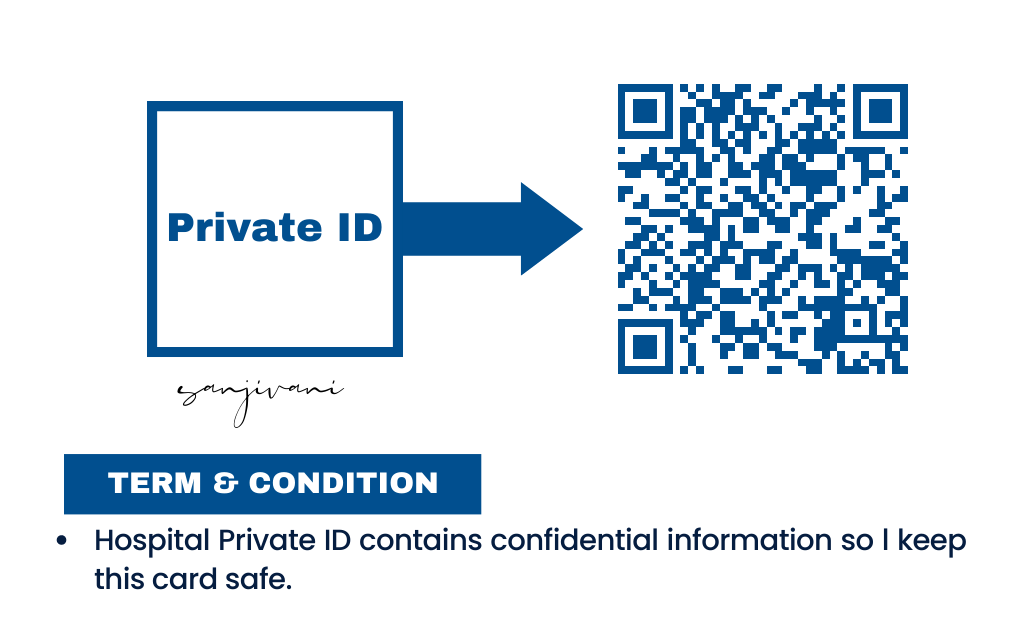 Private ID
sanjivani
TERM & CONDITION
• Hospital Private ID contains confidential information so I keep
this card safe.